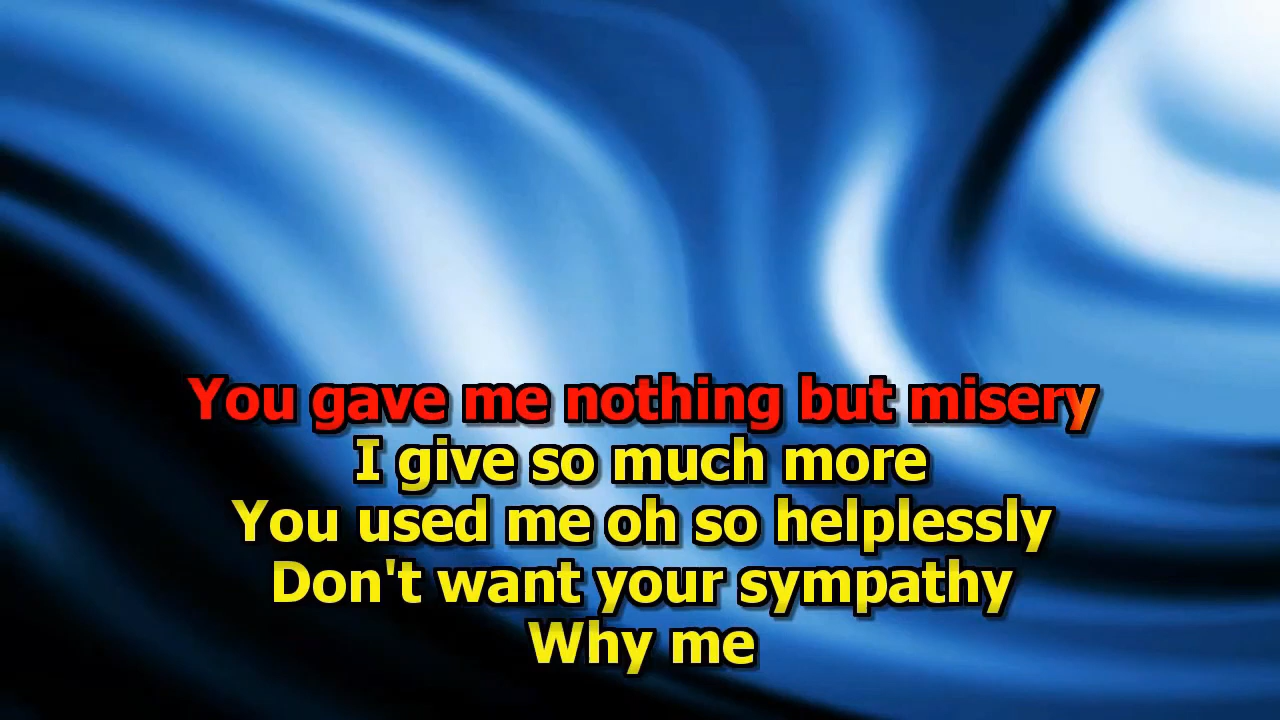 You gave me nothing but misery
I give so much more
You used me oh so helplessly
Don't want your sympathy
Why me